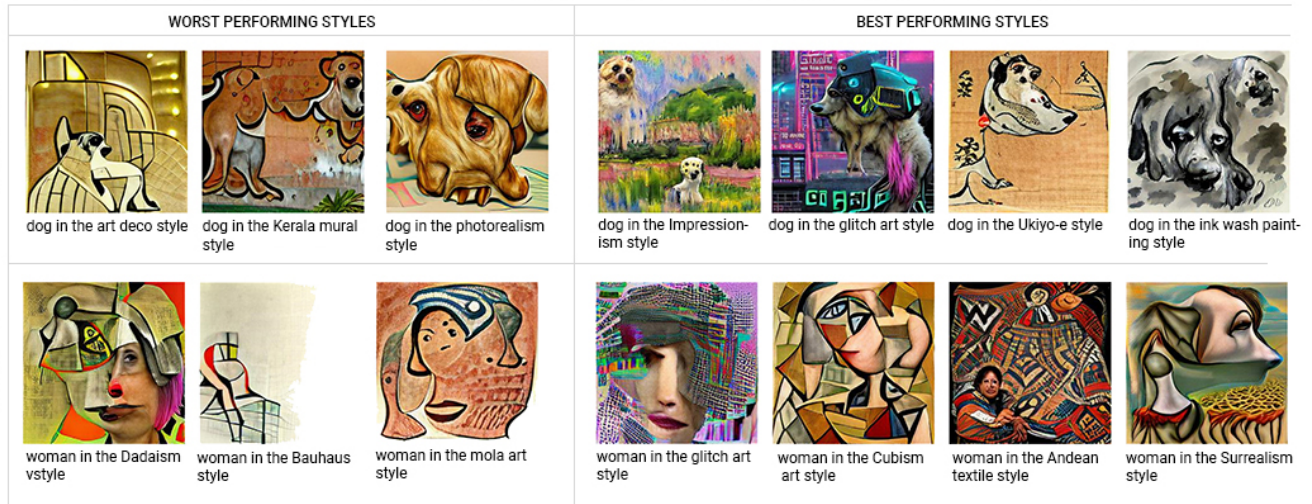 WORST PERFORMING STYLES
BEST PERFORMING STYLES
dog in the art deco style
dog in the Kerala mural
style
dog in the photorealism
style
dog in the Impression-
ism style
dog in the glitch art style
dog in the Ukiyo-e style
dog in the ink wash paint-
ing style
woman in the Dadaism
vstyle
woman in the Bauhaus
style
woman in the mola art
style
woman in the glitch art
style
woman in the Cubism
art style
woman in the Andean
textile style
woman in the Surrealism
style